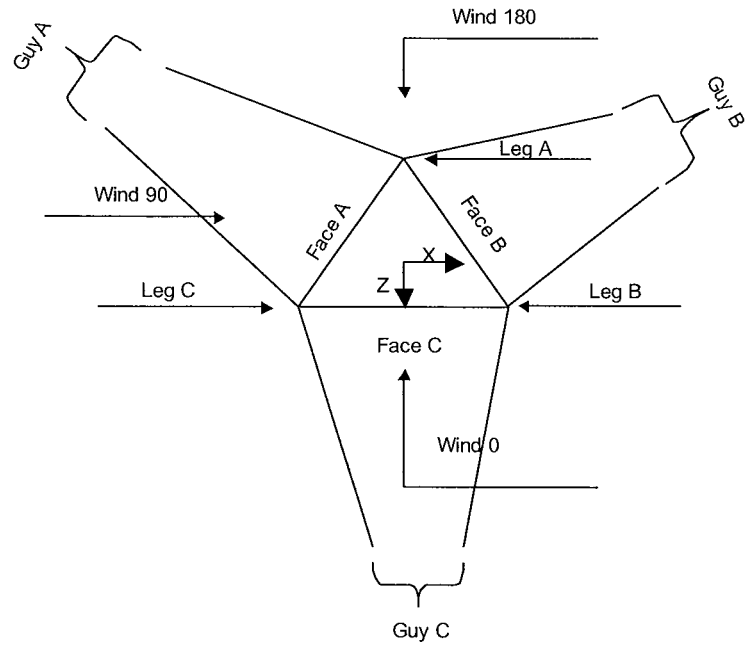 Wind 180
Guy A
Guy B
Leg A
Wind 90
Face A
Face B
X
Z
Leg C
Leg B
Face C
Wind 0
Guy C